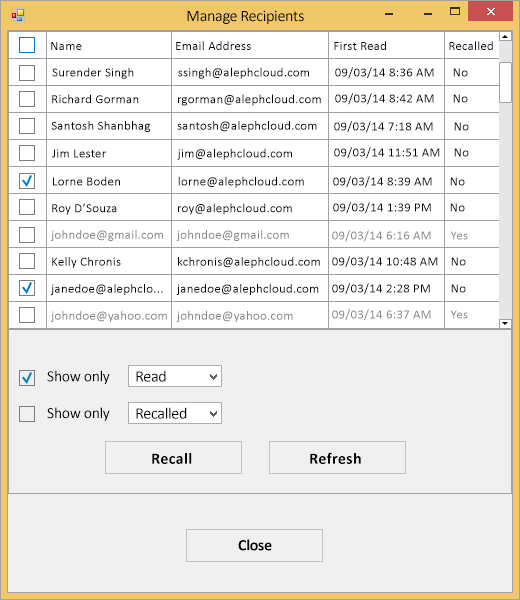 Manage Recipients
Name Email Address First Read Recalled
Surender Singh ssingh@alephcloud.com 09/03/14 8:36 AM No
Richard Gorman rgorman@alephcloud.com 09/03/14 8:42 AM No
Santosh Shanbhag santosh@alephcloud.com 09/03/14 7:18 AM No
Jim Lester jim@alephcloud.com 09/03/14 11:51 AM No
Lorne Boden lorne@alephcloud.com 09/03/14 8:39 AM No
Roy D’Souza roy@alephcloud.com 09/03/14 1:39 PM No
johndoe@gmail.com johndoe@gmail.com 09/03/14 6:16 AM Yes
Kelly Chronis kchronis@alephcloud.com 09/03/14 10:48 AM No
janedoe@alephclo... janedoe@alephcloud.com 09/03/14 2:28 PM No
johndoe@yahoo.com johndoe@yahoo.com 09/03/14 6:37 AM Yes
Show only Read
Show only Recalled
Recall Refresh
Close